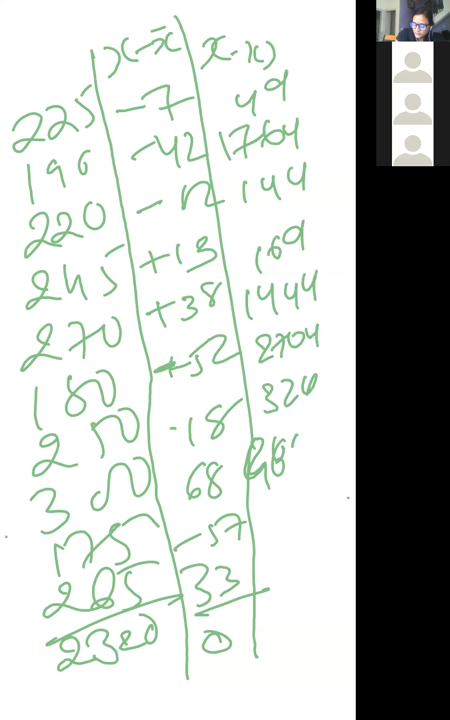 x-x̄ x-x)
225 -7 49
190 -42 1764
220 -12 144
245 +13 169
270 +38 1444
180 +52 2704
250 -18 324
300 68
175 -57
265 33
2320 0